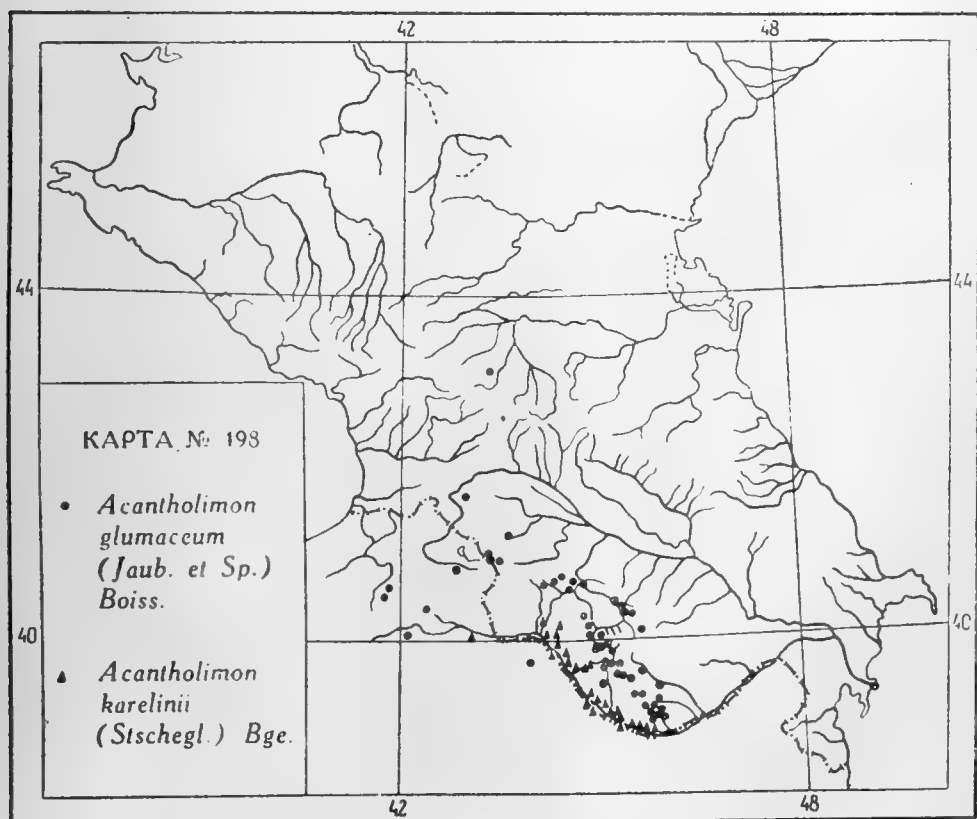 42 48
44 44
КАРТА № 198
• Acantholimon
glumaceum
(Jaub. et Sp.)
Boiss.
40
▲ Acantholimon
karelinii
(Stschegl.) Bge.
42 48